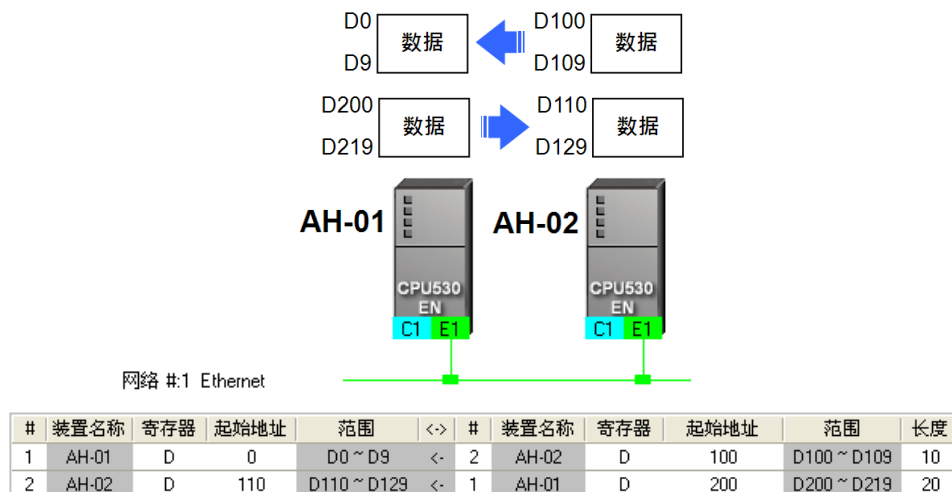 D0 数据 D100 数据
D9 D109
D200 数据 D110 数据
D219 D129
AH-01 AH-02
CPU530 CPU530
EN EN
C1 E1 C1 E1
网络 #:1 Ethernet
# 装置名称 寄存器 起始地址 范围 <-> # 装置名称 寄存器 起始地址 范围 长度
1 AH-01 D 0 D0 ~ D9 <- 2 AH-02 D 100 D100 ~ D109 10
2 AH-02 D 110 D110 ~ D129 <- 1 AH-01 D 200 D200 ~ D219 20